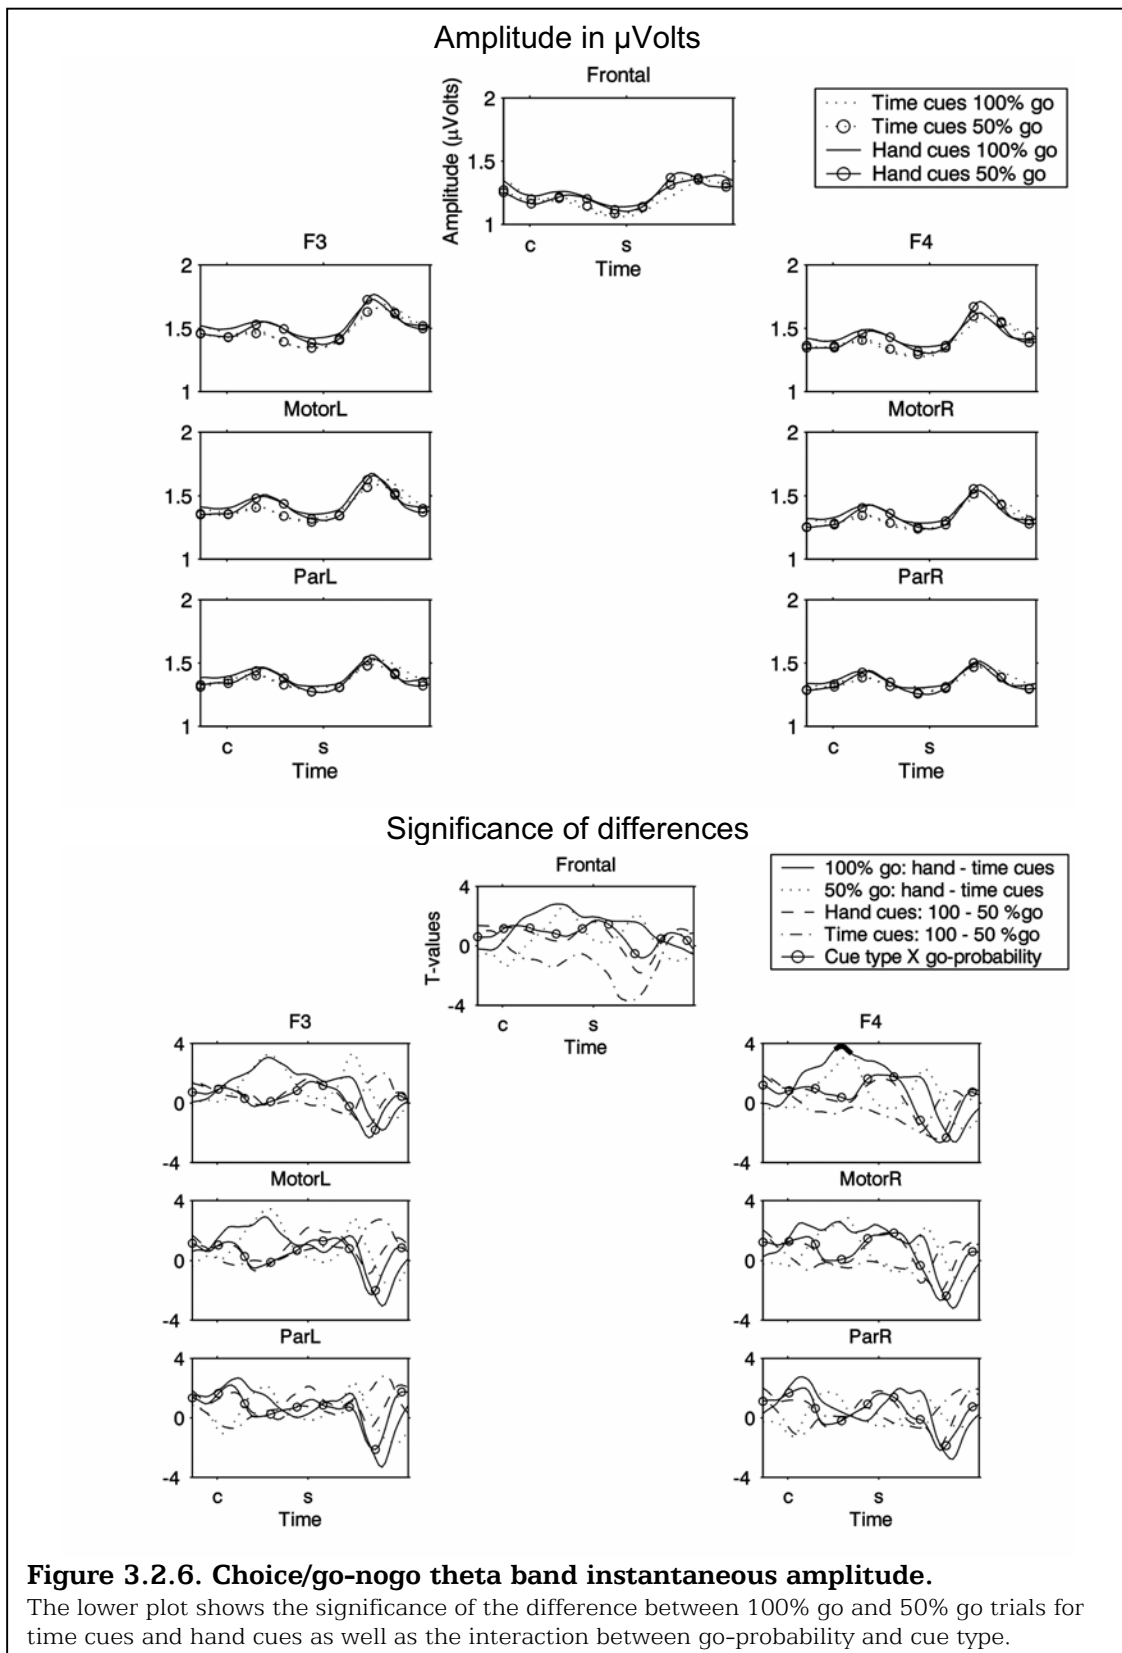 Amplitude in µVolts
Frontal
Amplitude (µVolts)
2
1.5
1
c s
Time
Time cues 100% go
Time cues 50% go
Hand cues 100% go
Hand cues 50% go
F3
2
1.5
1
F4
2
1.5
1
MotorL
2
1.5
1
MotorR
2
1.5
1
ParL
2
1.5
1
c s
Time
ParR
2
1.5
1
c s
Time
Significance of differences
Frontal
T-values
4
0
-4
c s
Time
100% go: hand - time cues
50% go: hand - time cues
Hand cues: 100 - 50 %go
Time cues: 100 - 50 %go
Cue type X go-probability
F3
4
0
-4
F4
4
0
-4
MotorL
4
0
-4
MotorR
4
0
-4
ParL
4
0
-4
c s
Time
ParR
4
0
-4
c s
Time
Figure 3.2.6. Choice/go-nogo theta band instantaneous amplitude.
The lower plot shows the significance of the difference between 100% go and 50% go trials for
time cues and hand cues as well as the interaction between go-probability and cue type.